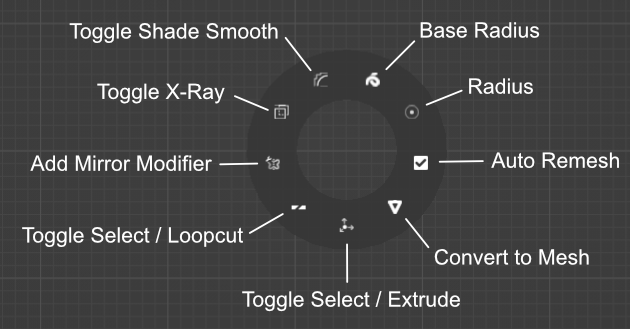 Toggle Shade Smooth
Base Radius
Toggle X-Ray
Radius
Add Mirror Modifier
Auto Remesh
Toggle Select / Loopcut
Convert to Mesh
Toggle Select / Extrude